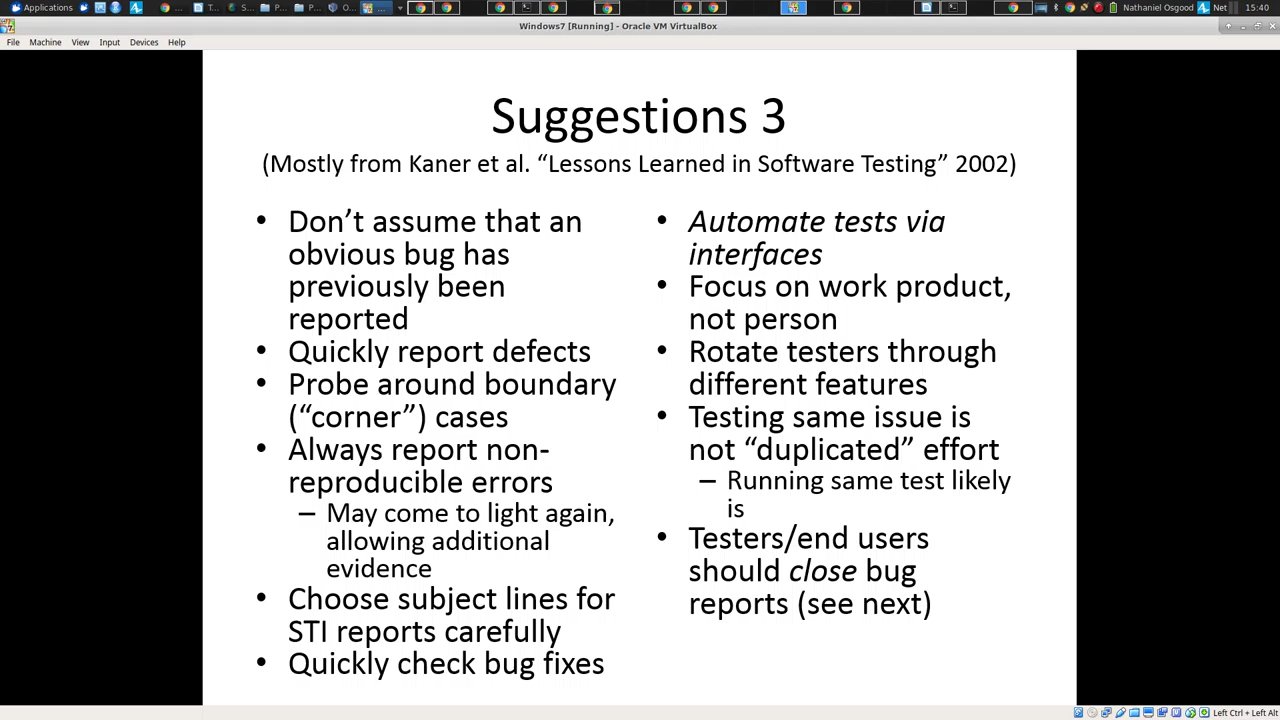 Applications
Nathaniel Osgood
Net
15:40
Windows7 [Running] - Oracle VM VirtualBox
File Machine View Input Devices Help
Suggestions 3
(Mostly from Kaner et al. “Lessons Learned in Software Testing” 2002)
• Don’t assume that an
obvious bug has
previously been
reported
• Quickly report defects
• Probe around boundary
(“corner”) cases
• Always report non-
reproducible errors
– May come to light again,
allowing additional
evidence
• Choose subject lines for
STI reports carefully
• Quickly check bug fixes
• Automate tests via
interfaces
• Focus on work product,
not person
• Rotate testers through
different features
• Testing same issue is
not “duplicated” effort
– Running same test likely
is
• Testers/end users
should close bug
reports (see next)
Left Ctrl + Left Alt